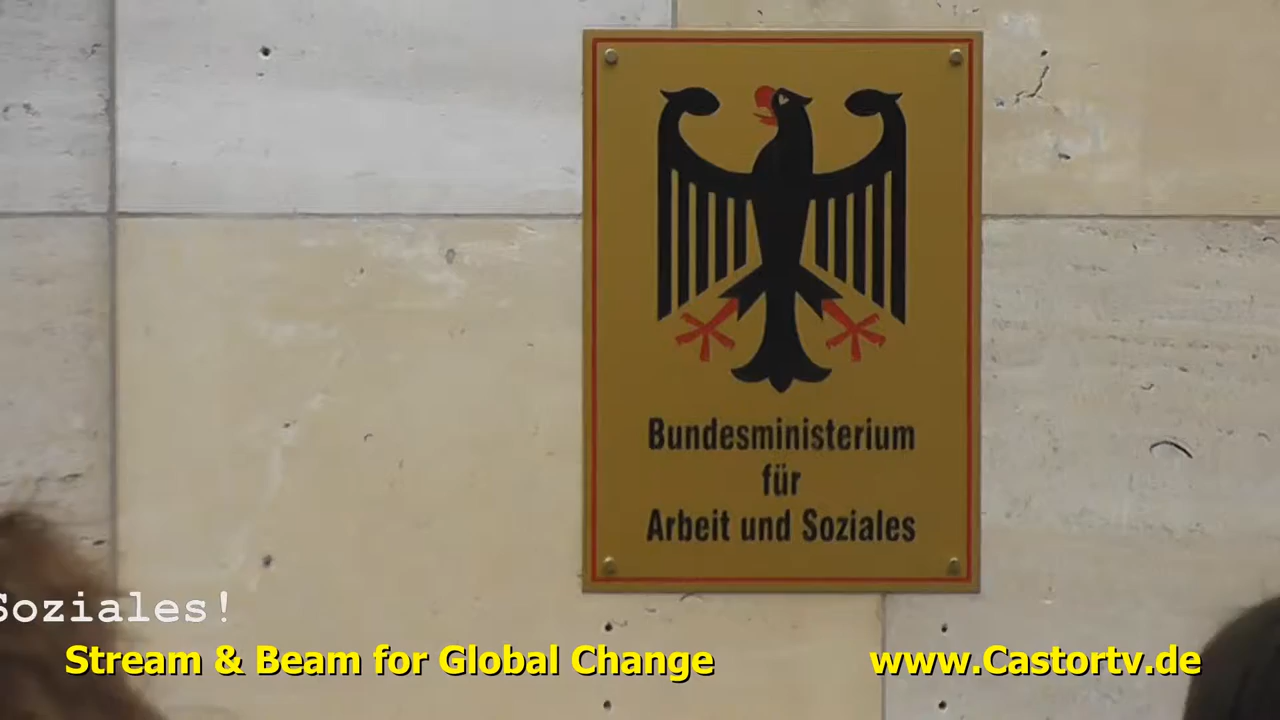 Bundesministerium
für
Arbeit und Soziales
Soziales!
Stream & Beam for Global Change
www.Castortv.de